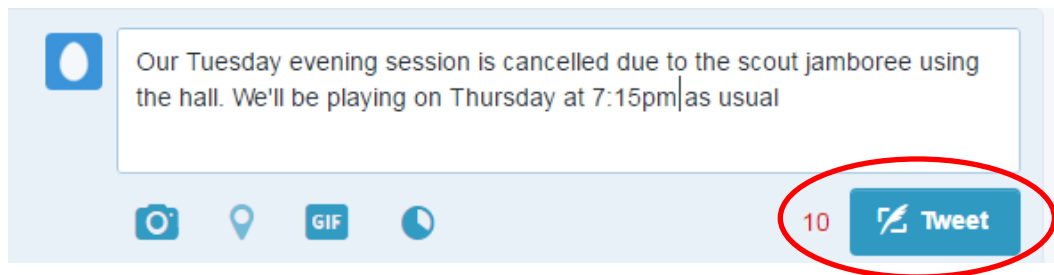 Our Tuesday evening session is cancelled due to the scout jamboree using
the hall. We'll be playing on Thursday at 7:15pm as usual
GIF
10 Tweet